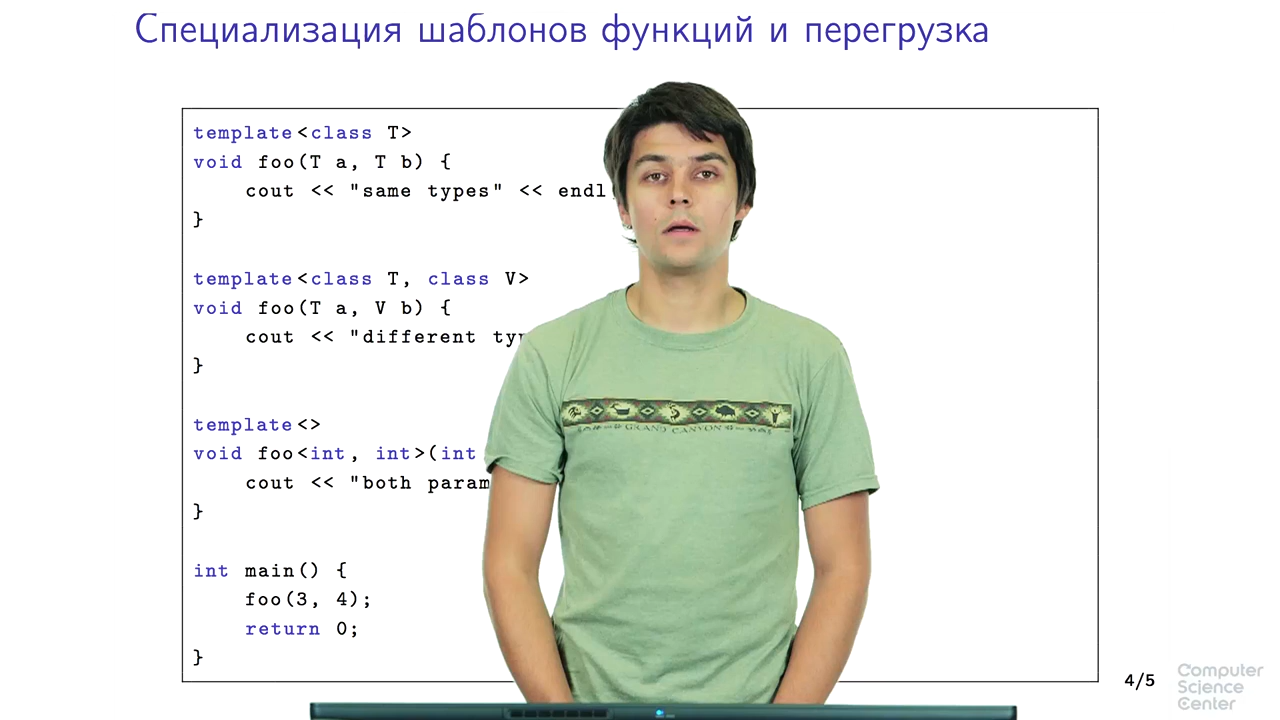 Специализация шаблонов функций и перегрузка
template<class T>
void foo(T a, T b) {
cout << "same types" << endl
}
template<class T, class V>
void foo(T a, V b) {
cout << "different
}
template<>
void foo<int, int>(int
cout << "both
}
int main() {
foo(3, 4);
return 0;
}
GRAND CANYON
4/5
Computer
Science
Center